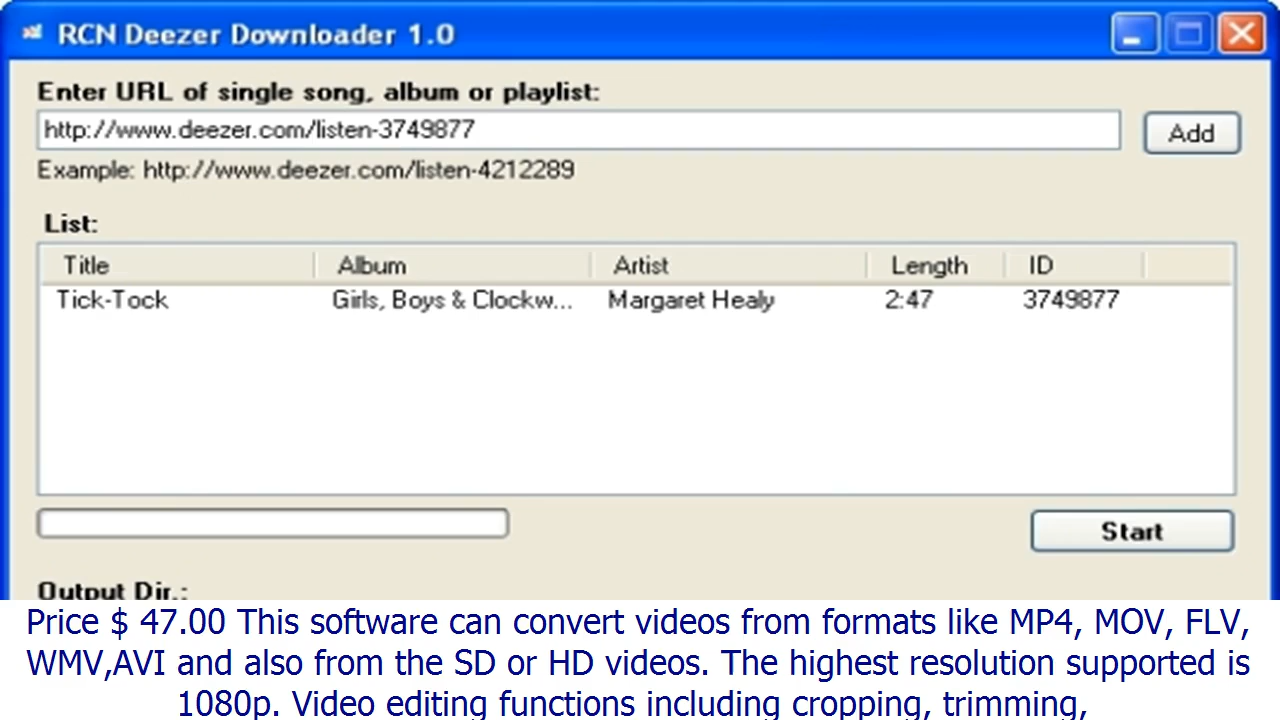 RCN Deezer Downloader 1.0
Enter URL of single song, album or playlist:
http://www.deezer.com/listen-3749877 Add
Example: http://www.deezer.com/listen-4212289
List:
Title Album Artist Length ID
Tick-Tock Girls, Boys & Clockw... Margaret Healy 2:47 3749877
Start
Output Dir.:
Price $ 47.00 This software can convert videos from formats like MP4, MOV, FLV,
WMV,AVI and also from the SD or HD videos. The highest resolution supported is
1080p. Video editing functions including cropping, trimming,